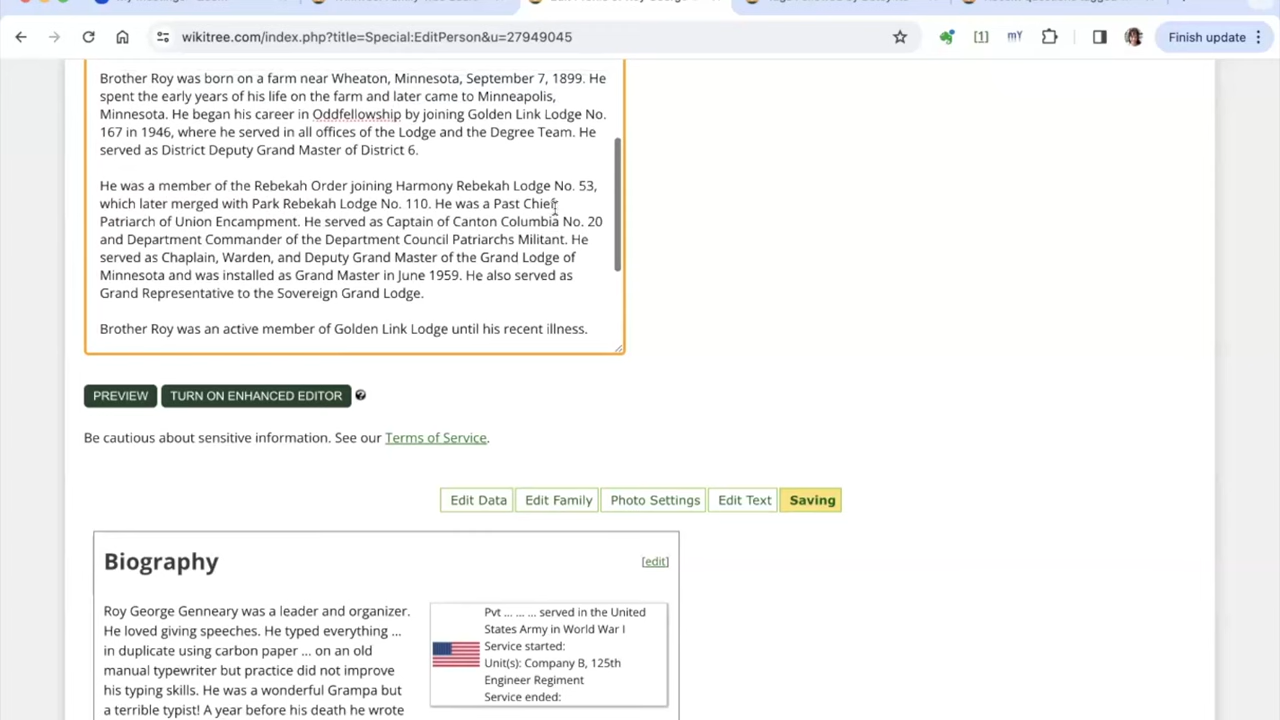 wikitree.com/index.php?title=Special:EditPerson&u=27949045
[1]
mY
Finish update
Brother Roy was born on a farm near Wheaton, Minnesota, September 7, 1899. He
spent the early years of his life on the farm and later came to Minneapolis,
Minnesota. He began his career in Oddfellowship by joining Golden Link Lodge No.
167 in 1946, where he served in all offices of the Lodge and the Degree Team. He
served as District Deputy Grand Master of District 6.
He was a member of the Rebekah Order joining Harmony Rebekah Lodge No. 53,
which later merged with Park Rebekah Lodge No. 110. He was a Past Chief
Patriarch of Union Encampment. He served as Captain of Canton Columbia No. 20
and Department Commander of the Department Council Patriarchs Militant. He
served as Chaplain, Warden, and Deputy Grand Master of the Grand Lodge of
Minnesota and was installed as Grand Master in June 1959. He also served as
Grand Representative to the Sovereign Grand Lodge.
Brother Roy was an active member of Golden Link Lodge until his recent illness.
PREVIEW
TURN ON ENHANCED EDITOR
?
Be cautious about sensitive information. See our Terms of Service.
Edit Data
Edit Family
Photo Settings
Edit Text
Saving
Biography
[edit]
Roy George Genneary was a leader and organizer.
He loved giving speeches. He typed everything ...
in duplicate using carbon paper ... on an old
manual typewriter but practice did not improve
his typing skills. He was a wonderful Grampa but
a terrible typist! A year before his death he wrote
Pvt ... ... ... served in the United
States Army in World War I
Service started:
Unit(s): Company B, 125th
Engineer Regiment
Service ended: